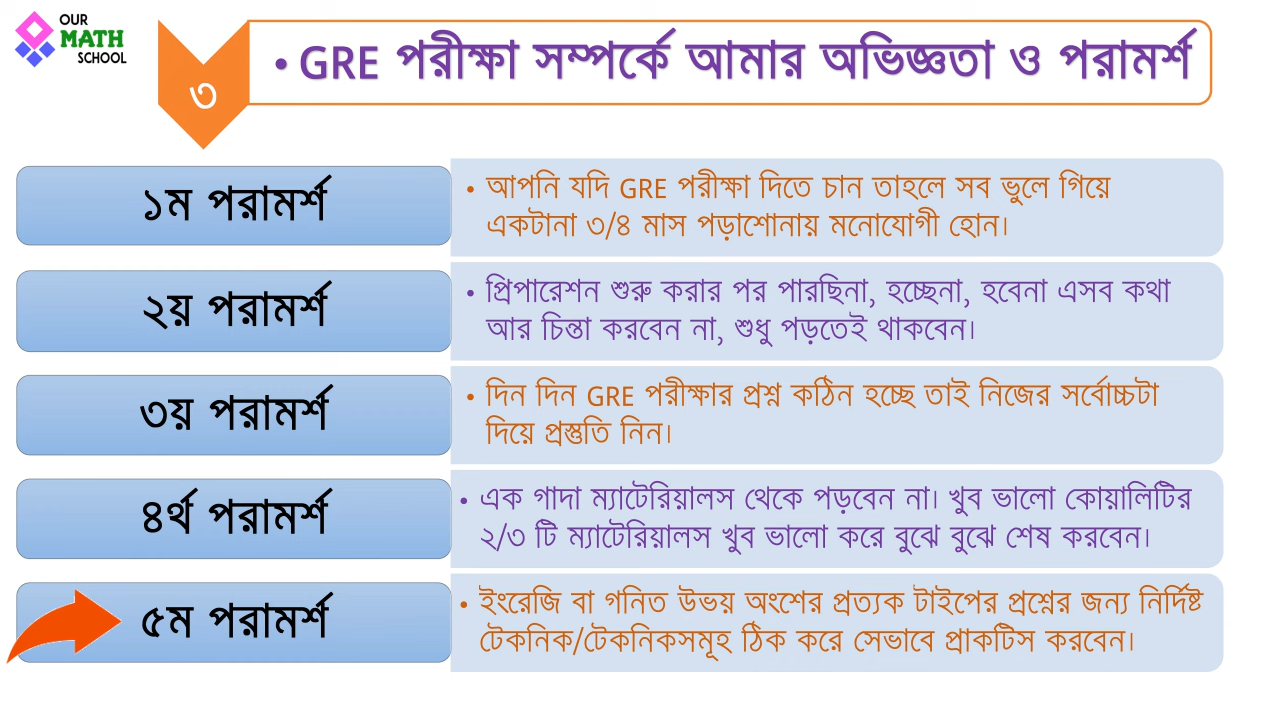 OUR
MATH
SCHOOL
৩
• GRE পরীক্ষা সম্পর্কে আমার অভিজ্ঞতা ও পরামর্শ
১ম পরামর্শ
• আপনি যদি GRE পরীক্ষা দিতে চান তাহলে সব ভুলে গিয়ে
একটানা ৩/৪ মাস পড়াশোনায় মনোযোগী হোন।
২য় পরামর্শ
• প্রিপারেশন শুরু করার পর পারছিনা, হচ্ছেনা, হবেনা এসব কথা
আর চিন্তা করবেন না, শুধু পড়তেই থাকবেন।
৩য় পরামর্শ
• দিন দিন GRE পরীক্ষার প্রশ্ন কঠিন হচ্ছে তাই নিজের সর্বোচ্চটা
দিয়ে প্রস্তুতি নিন।
৪র্থ পরামর্শ
• এক গাদা ম্যাটেরিয়ালস থেকে পড়বেন না। খুব ভালো কোয়ালিটির
২/৩ টি ম্যাটেরিয়ালস খুব ভালো করে বুঝে বুঝে শেষ করবেন।
৫ম পরামর্শ
• ইংরেজি বা গনিত উভয় অংশের প্রত্যক টাইপের প্রশ্নের জন্য নির্দিষ্ট
টেকনিক/টেকনিকসমূহ ঠিক করে সেভাবে প্রাকটিস করবেন।